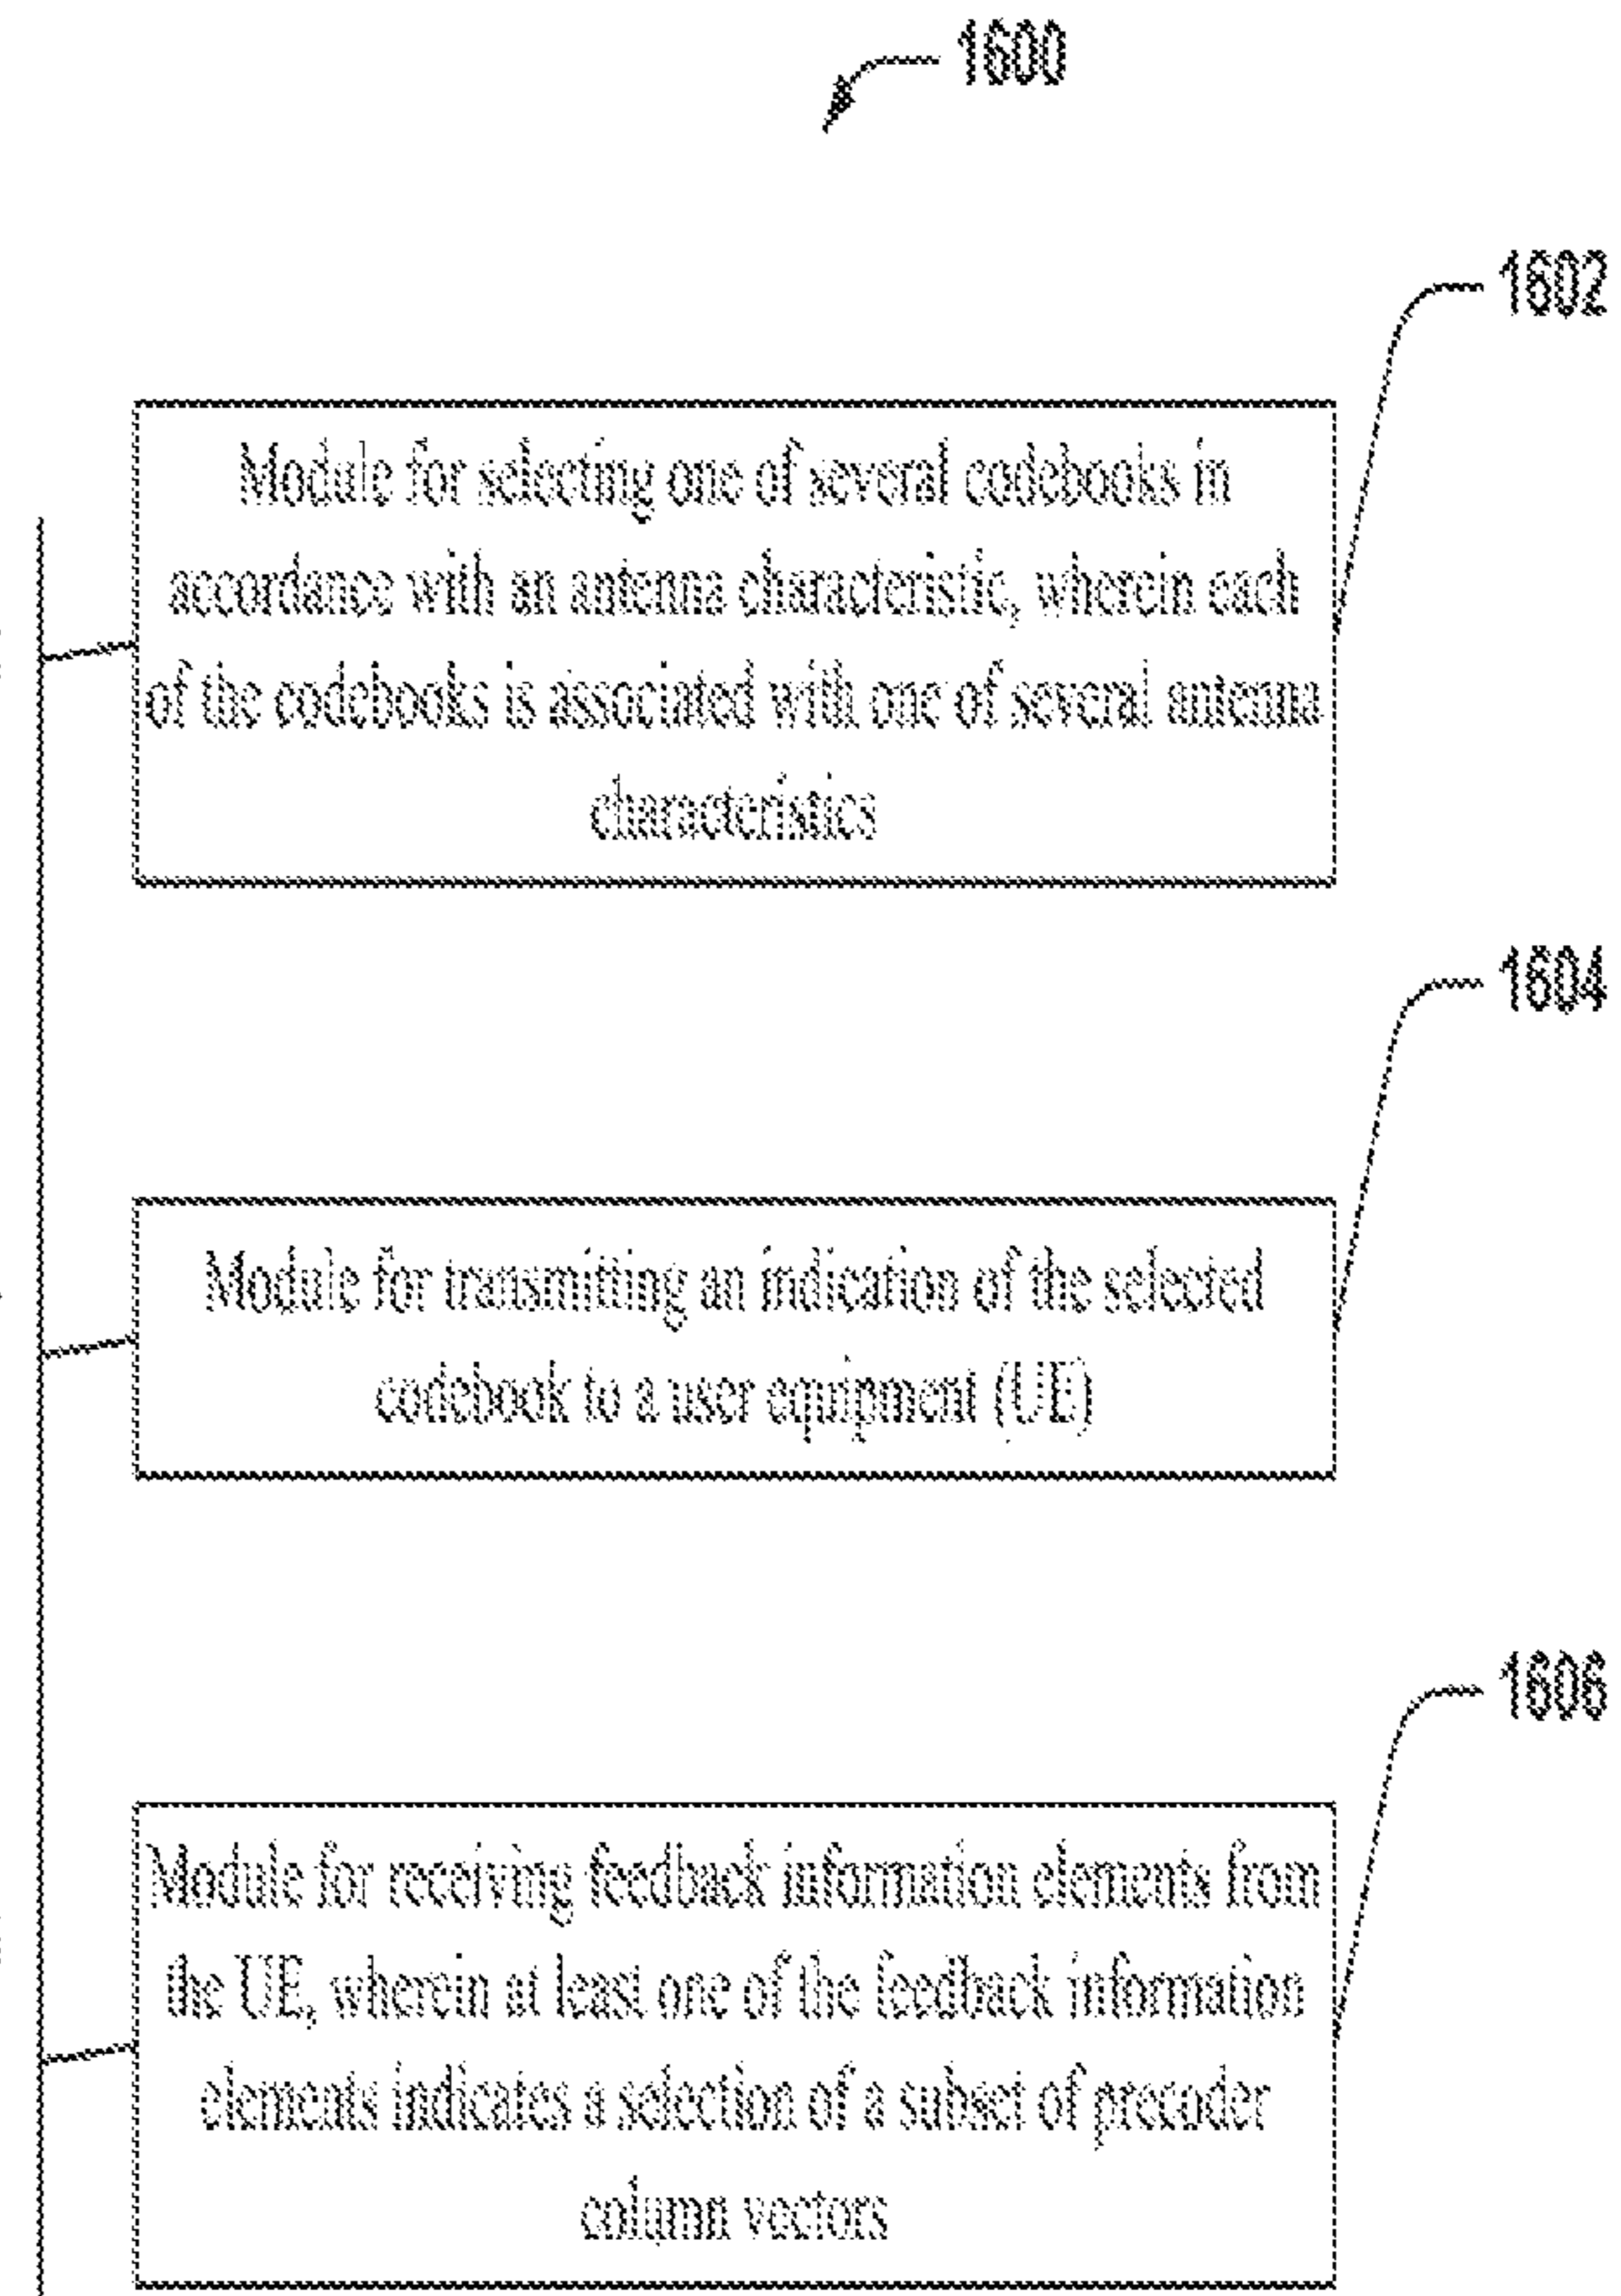 1600
1602
Module for selecting one of several codebooks in
accordance with an antenna characteristic, wherein each
of the codebooks is associated with one of several antenna
characteristics
1604
Module for transmitting an indication of the selected
codebook to a user equipment (UE)
1606
Module for receiving feedback information elements from
the UE, wherein at least one of the feedback information
elements indicates a selection of a subset of precoder
column vectors